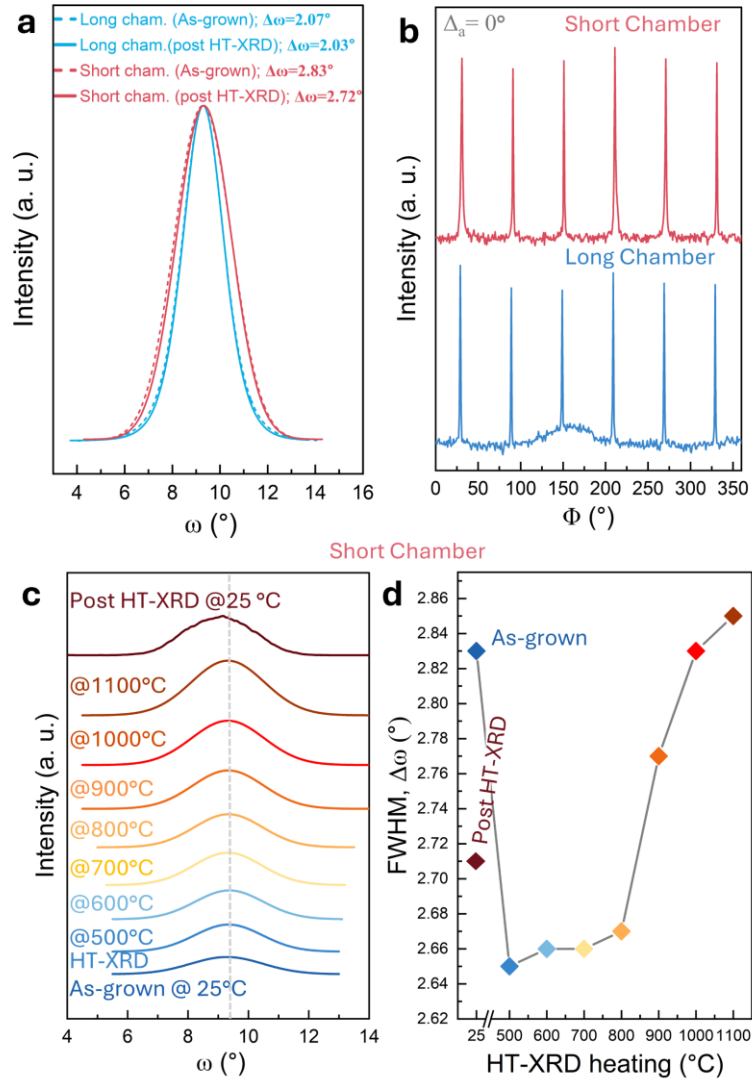 a
Long cham. (As-grown); Δω=2.07°
Long cham.(post HT-XRD);Δω=2.03°
Short cham. (As-grown); Δω=2.83°
Short cham. (post HT-XRD); Δω=2.72°
Intensity (a. u.)
4 6 8 10 12 14 16
ω (°)
b
Δa = 0°
Short Chamber
Long Chamber
Intensity (a. u.)
0 50 100 150 200 250 300 350
Φ (°)
Short Chamber
c
Post HT-XRD @25 °C
@1100°C
@1000°C
@900°C
@800°C
@700°C
@600°C
@500°C
HT-XRD
As-grown @ 25°C
Intensity (a. u.)
4 6 8 10 12 14
ω (°)
d
As-grown
Post HT-XRD
FWHM, Δω (°)
2.86
2.84
2.82
2.80
2.78
2.76
2.74
2.72
2.70
2.68
2.66
2.64
2.62
25 500 600 700 800 900 1000 1100
HT-XRD heating (°C)